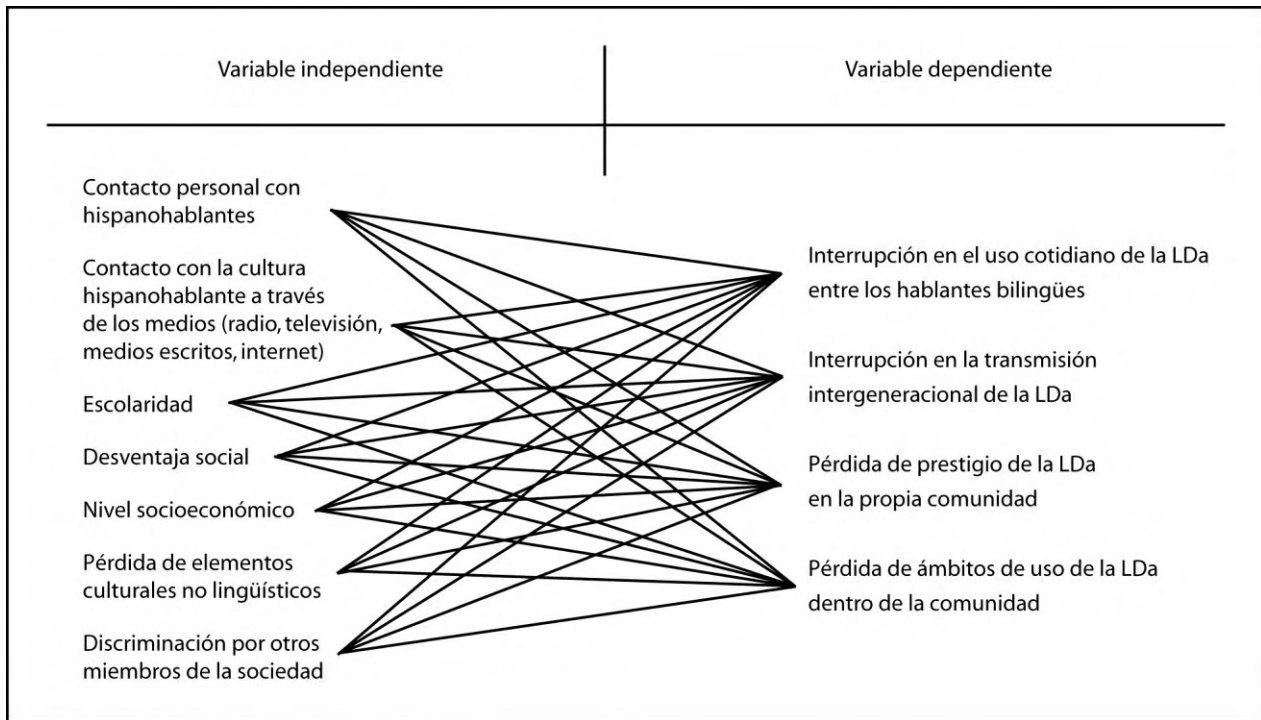 Variable independiente
Variable dependiente
Contacto personal con
hispanohablantes
Contacto con la cultura
hispanohablante a través
de los medios (radio, televisión,
medios escritos, internet)
Escolaridad
Desventaja social
Nivel socioeconómico
Pérdida de elementos
culturales no lingüísticos
Discriminación por otros
miembros de la sociedad
Interrupción en el uso cotidiano de la LDa
entre los hablantes bilingües
Interrupción en la transmisión
intergeneracional de la LDa
Pérdida de prestigio de la LDa
en la propia comunidad
Pérdida de ámbitos de uso de la LDa
dentro de la comunidad